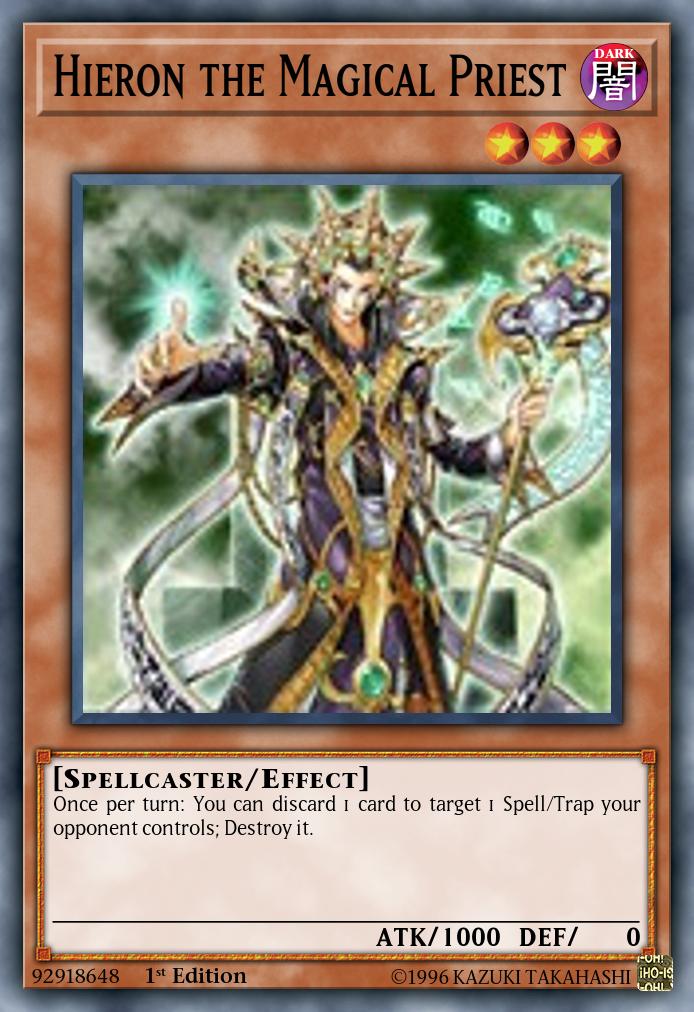 Hieron the Magical Priest
DARK
闇
[Spellcaster/Effect]
Once per turn: You can discard 1 card to target 1 Spell/Trap your
opponent controls; Destroy it.
ATK/1000 DEF/ 0
92918648 1st Edition ©1996 KAZUKI TAKAHASHI